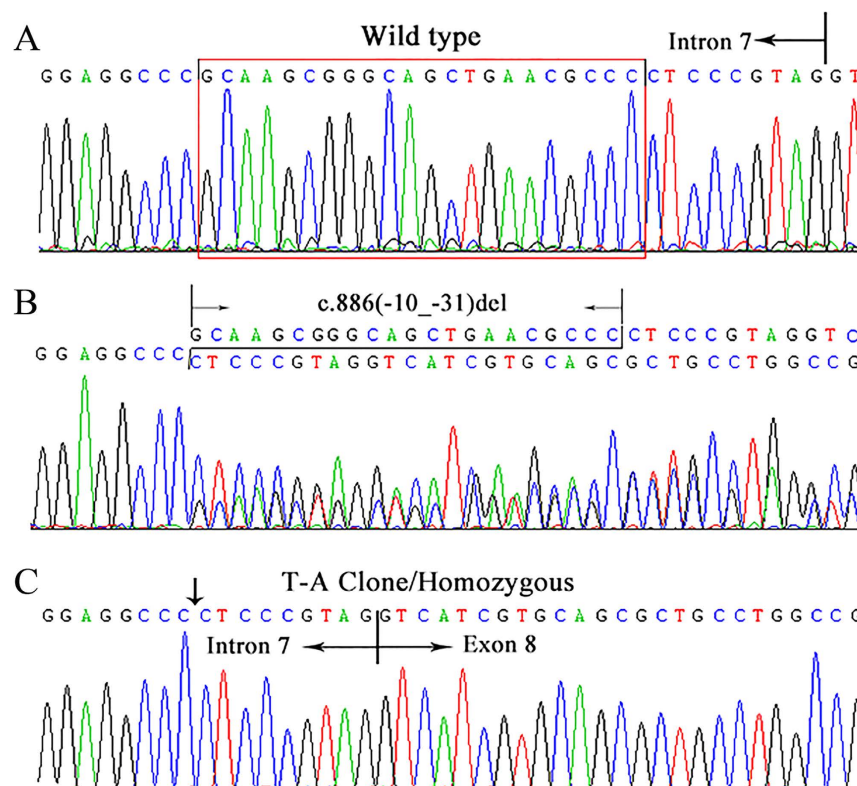 A
Wild type
Intron 7
G G A G G C C C G C A A G C G G G C A G C T G A A C G C C C C T C C C G T A G G T
B
c.886(-10_-31)del
G C A A G C G G G C A G C T G A A C G C C C C T C C C G T A G G T C
G G A G G C C C C T C C C G T A G G T C A T C G T G C A G C G C T G C C T G G C C G
C
T-A Clone/Homozygous
G G A G G C C C C T C C C G T A G G T C A T C G T G C A G C G C T G C C T G G C C G
Intron 7 Exon 8